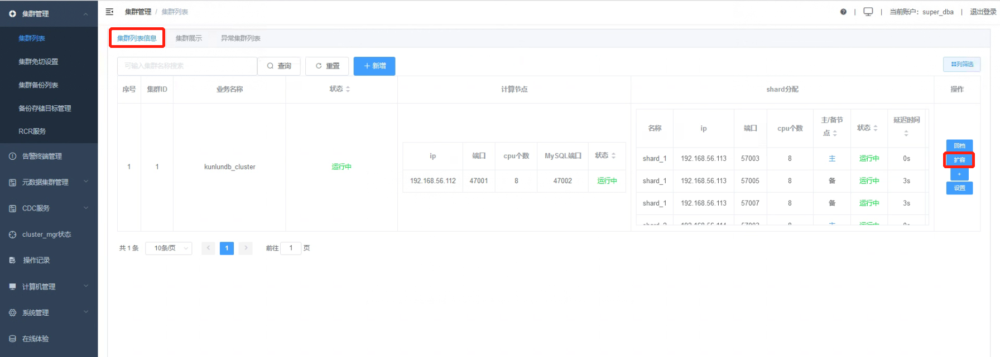 集群管理
集群列表
集群免切设置
集群备份列表
备份存储目标管理
RCR服务
告警终端管理
元数据集群管理
CDC服务
cluster_mgr状态
操作记录
计算机管理
系统管理
在线体验
集群管理 / 集群列表
? | | 当前账户: super_dba | 退出登录
集群列表信息 集群展示 异常集群列表
可输入集群名称搜索 查询 重置 + 新增 列筛选
序号 集群ID 业务名称 状态 计算节点 shard分配 操作
1 1 kunlundb_cluster 运行中
ip 端口 cpu个数 MySQL端口 状态
192.168.56.112 47001 8 47002 运行中
名称 ip 端口 cpu个数 主/备节点 状态 延迟时间
shard_1 192.168.56.113 57003 8 主 运行中 0s
shard_1 192.168.56.113 57005 8 备 运行中 3s
shard_1 192.168.56.113 57007 8 备 运行中 3s
回档
扩容
+
设置
共 1 条 10条/页 < 1 > 前往 1 页